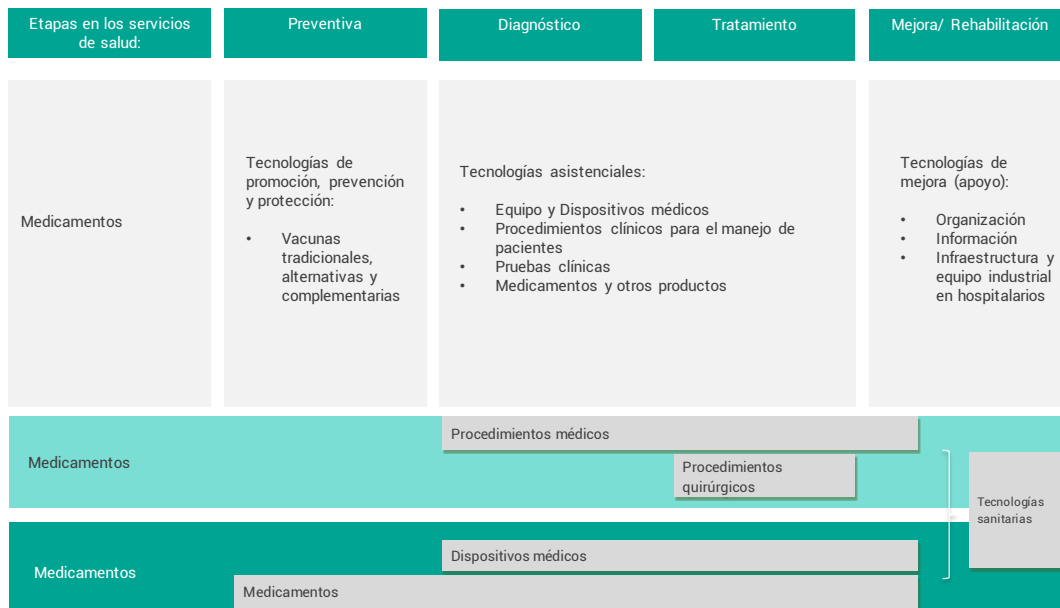 Etapas en los servicios
de salud:
Preventiva
Diagnóstico
Tratamiento
Mejora/ Rehabilitación
Medicamentos
Tecnologías de
promoción, prevención
y protección:
• Vacunas
tradicionales,
alternativas y
complementarias
Tecnologías asistenciales:
• Equipo y Dispositivos médicos
• Procedimientos clínicos para el manejo de
pacientes
• Pruebas clínicas
• Medicamentos y otros productos
Tecnologías de
mejora (apoyo):
• Organización
• Información
• Infraestructura y
equipo industrial
en hospitalarios
Medicamentos
Procedimientos médicos
Procedimientos
quirúrgicos
Tecnologías
sanitarias
Medicamentos
Dispositivos médicos
Medicamentos